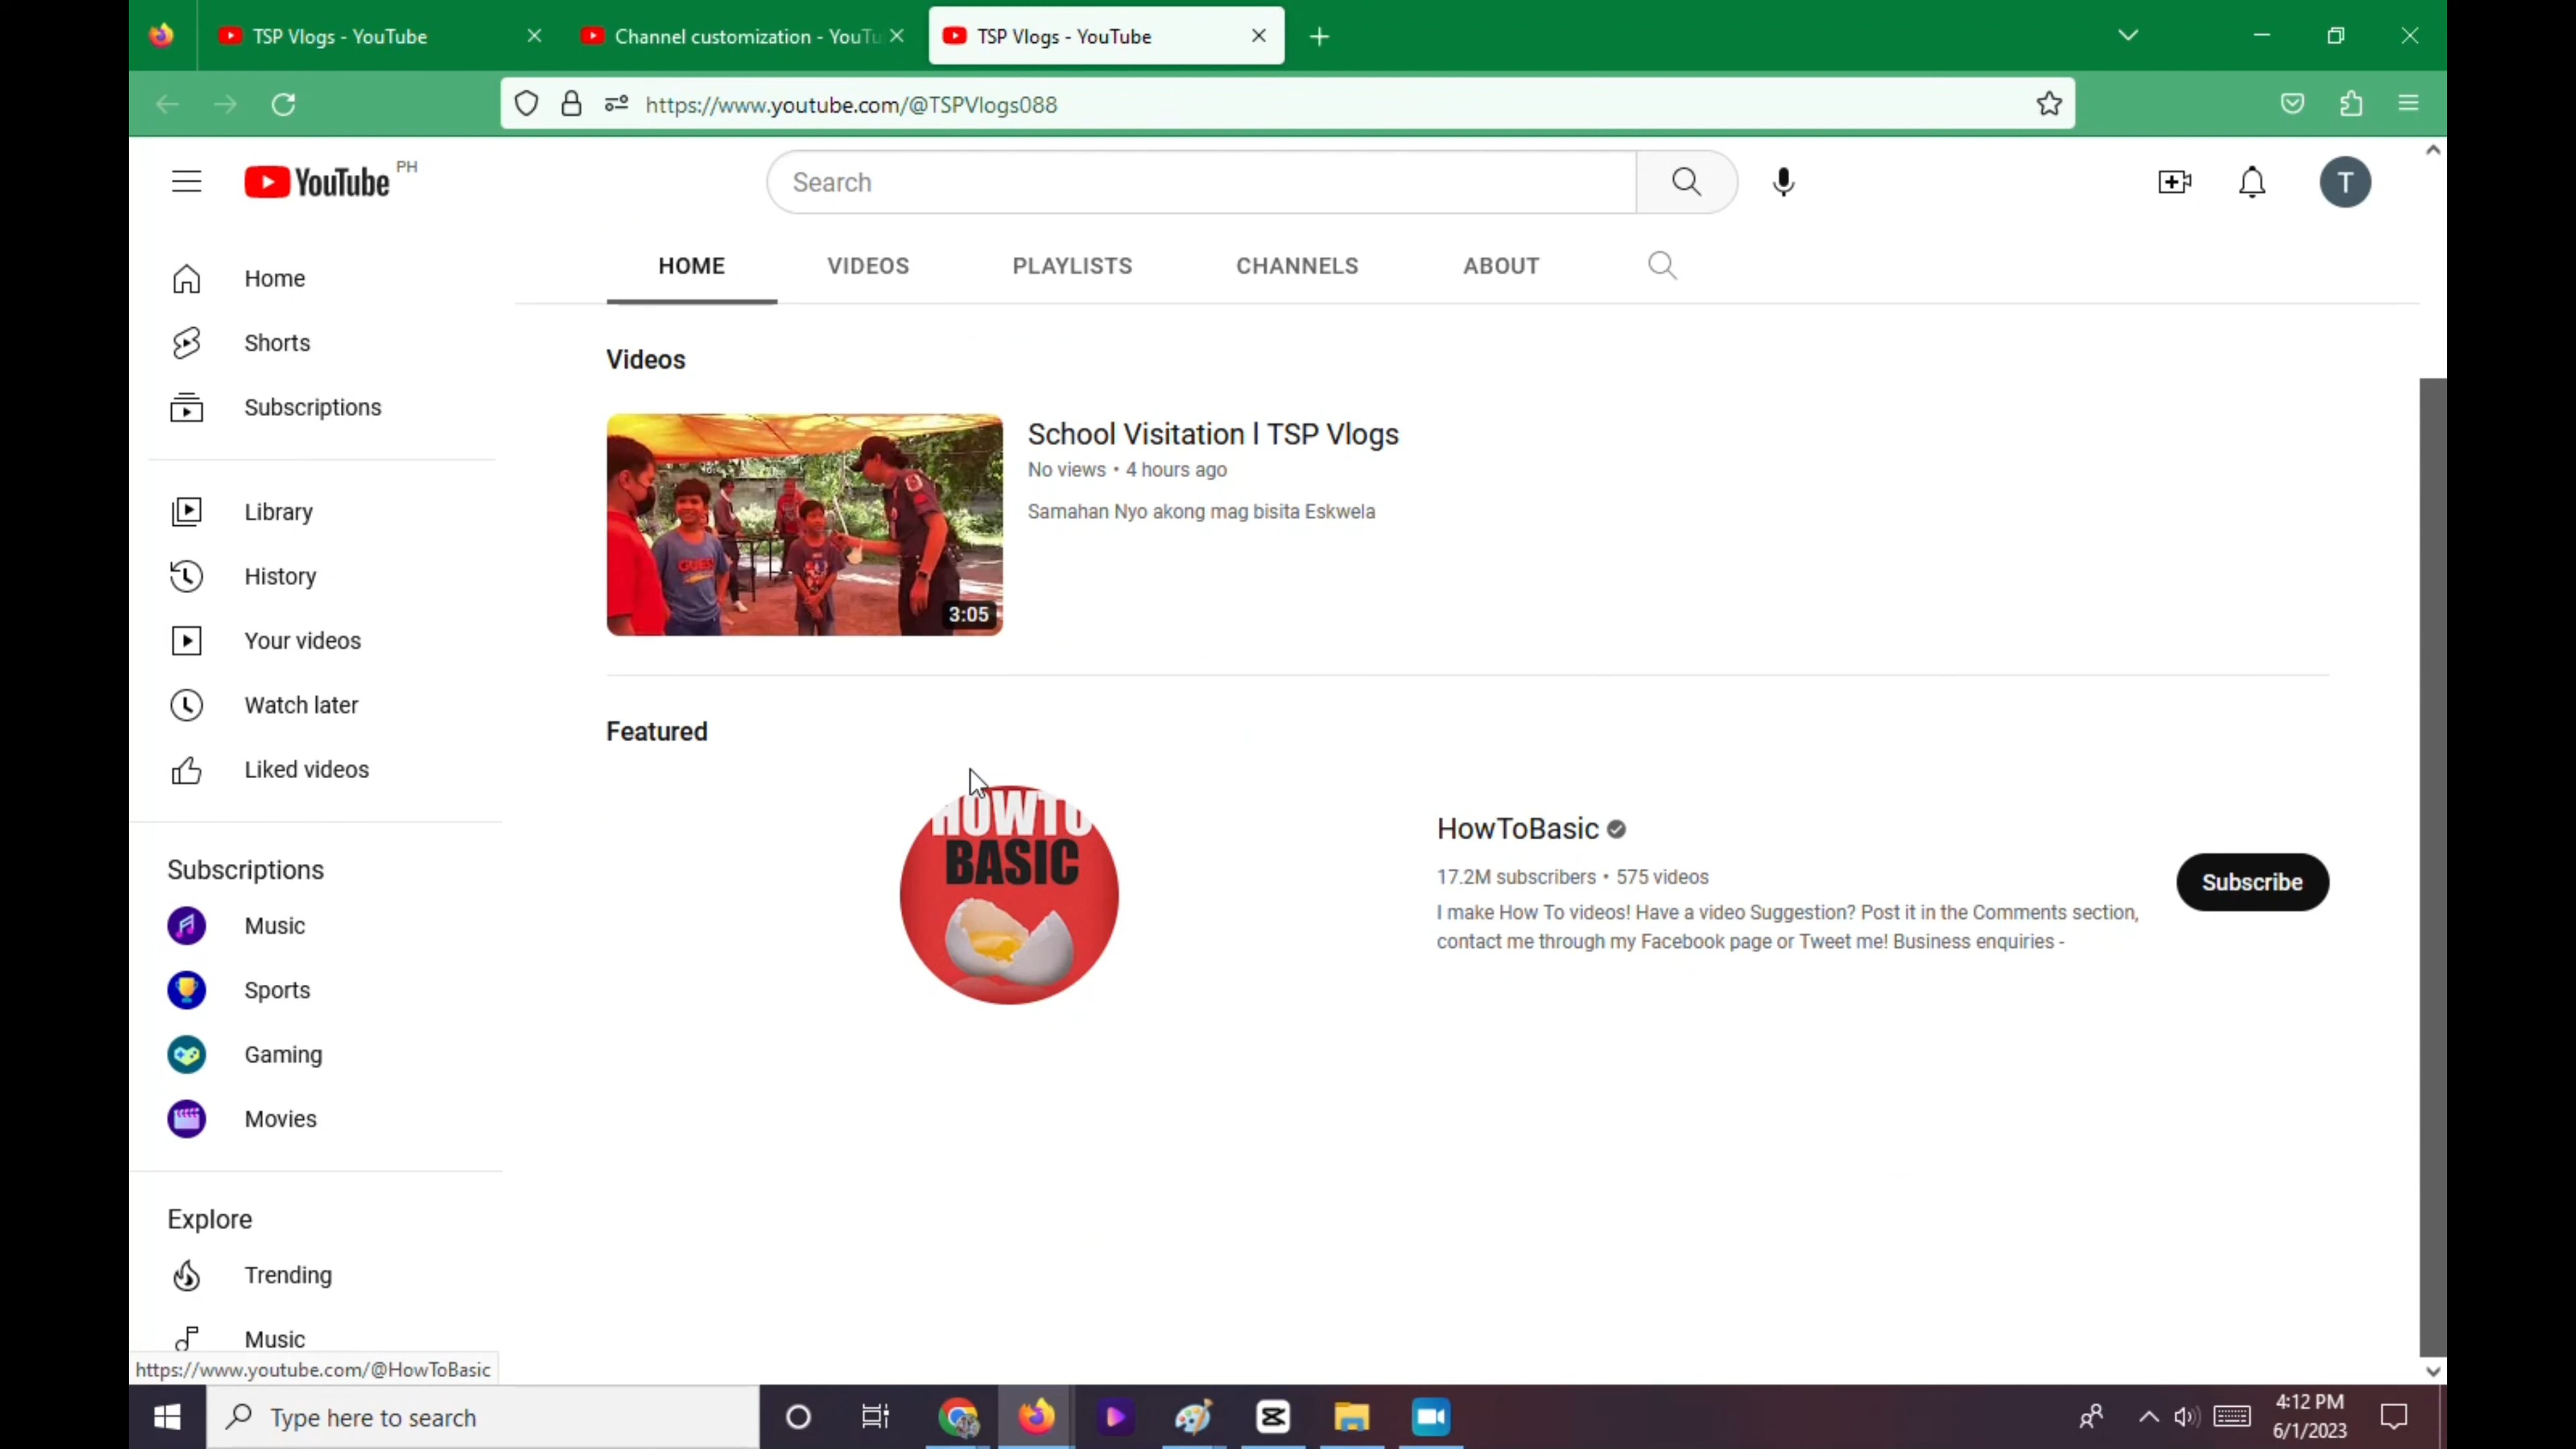 TSP Vlogs - YouTube
Channel customization - YouTu
TSP Vlogs - YouTube
https://www.youtube.com/@TSPVlogs088
YouTube PH
Search
T
Home
Shorts
Subscriptions
Library
History
Your videos
Watch later
Liked videos
Subscriptions
Music
Sports
Gaming
Movies
Explore
Trending
Music
HOME VIDEOS PLAYLISTS CHANNELS ABOUT
Videos
GUESS
3:05
School Visitation l TSP Vlogs
No views • 4 hours ago
Samahan Nyo akong mag bisita Eskwela
Featured
HOWTO
BASIC
HowToBasic
17.2M subscribers • 575 videos
I make How To videos! Have a video Suggestion? Post it in the Comments section,
contact me through my Facebook page or Tweet me! Business enquiries -
Subscribe
https://www.youtube.com/@HowToBasic
Type here to search
4:12 PM
6/1/2023